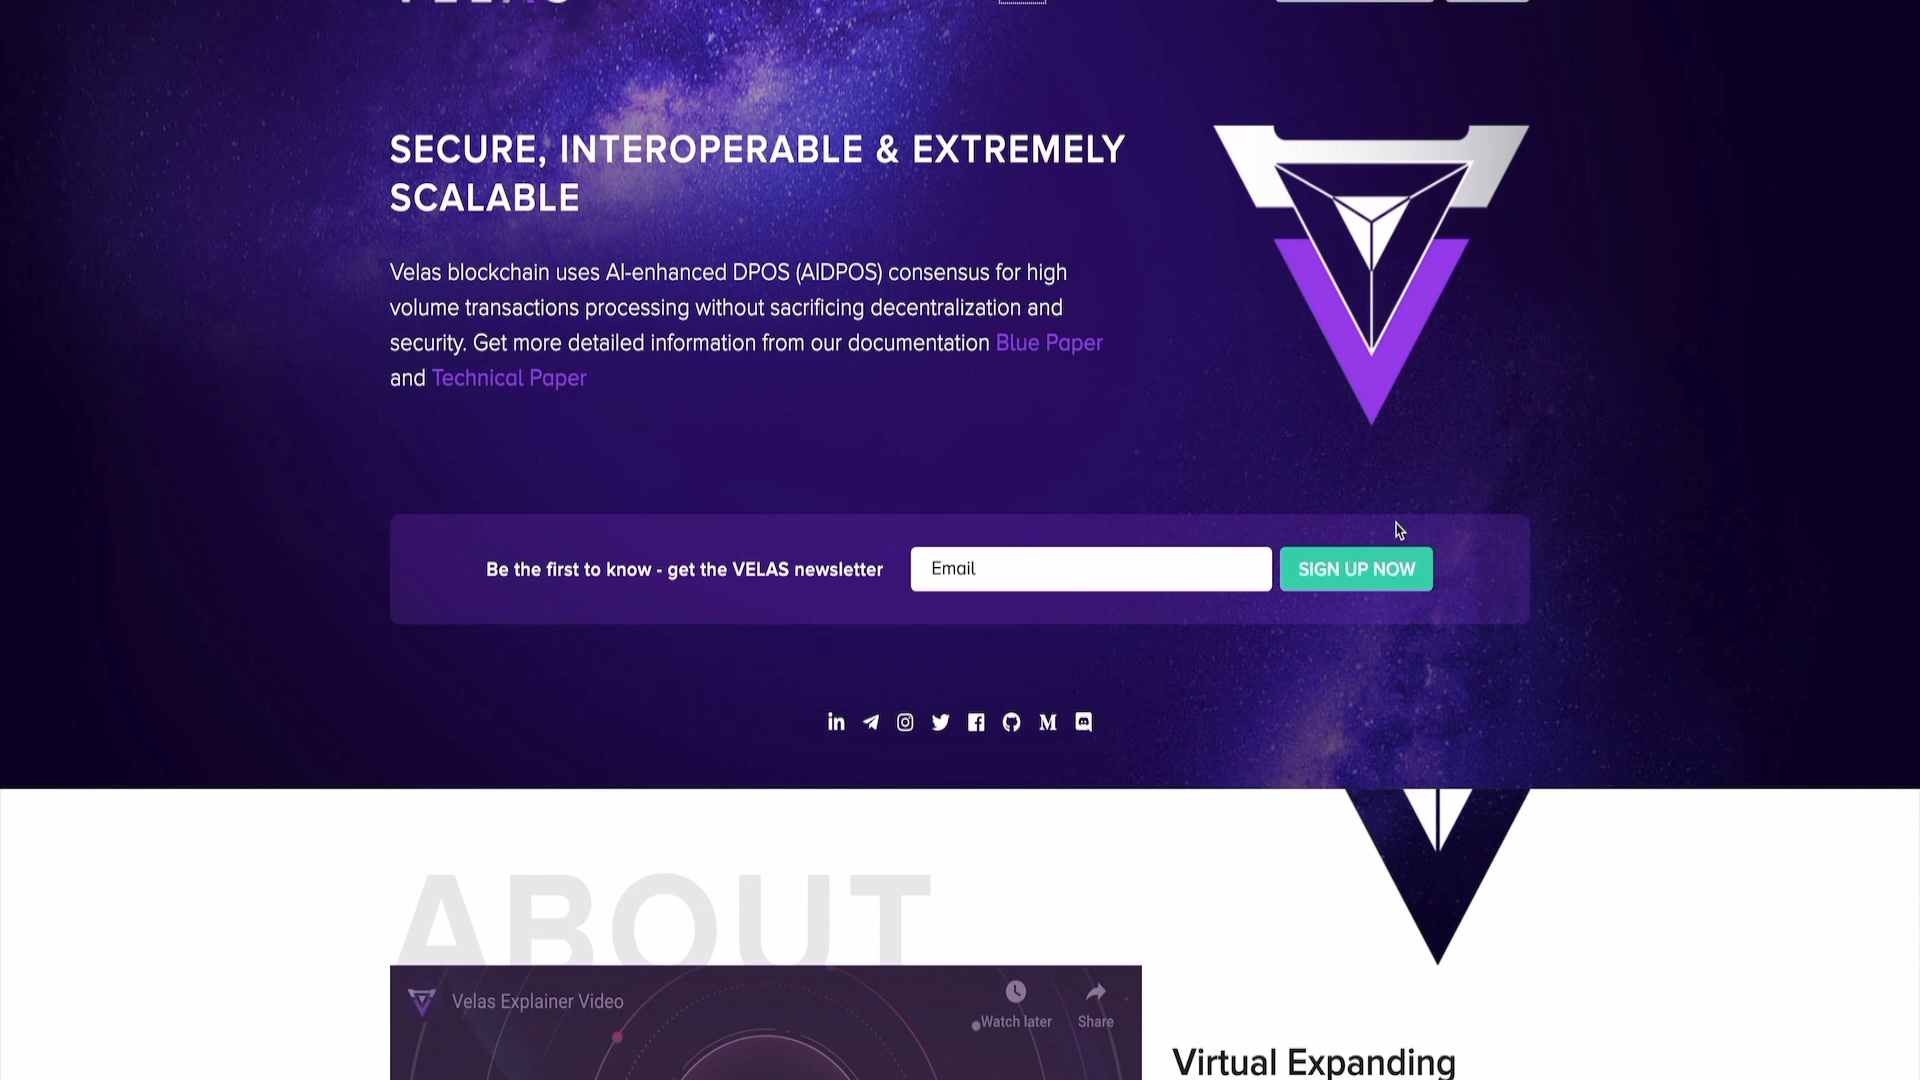 SECURE, INTEROPERABLE & EXTREMELY
SCALABLE
Velas blockchain uses AI-enhanced DPOS (AIDPOS) consensus for high
volume transactions processing without sacrificing decentralization and
security. Get more detailed information from our documentation Blue Paper
and Technical Paper
Be the first to know - get the VELAS newsletter
Email
SIGN UP NOW
ABOUT
Velas Explainer Video
Watch later
Share
Virtual Expanding